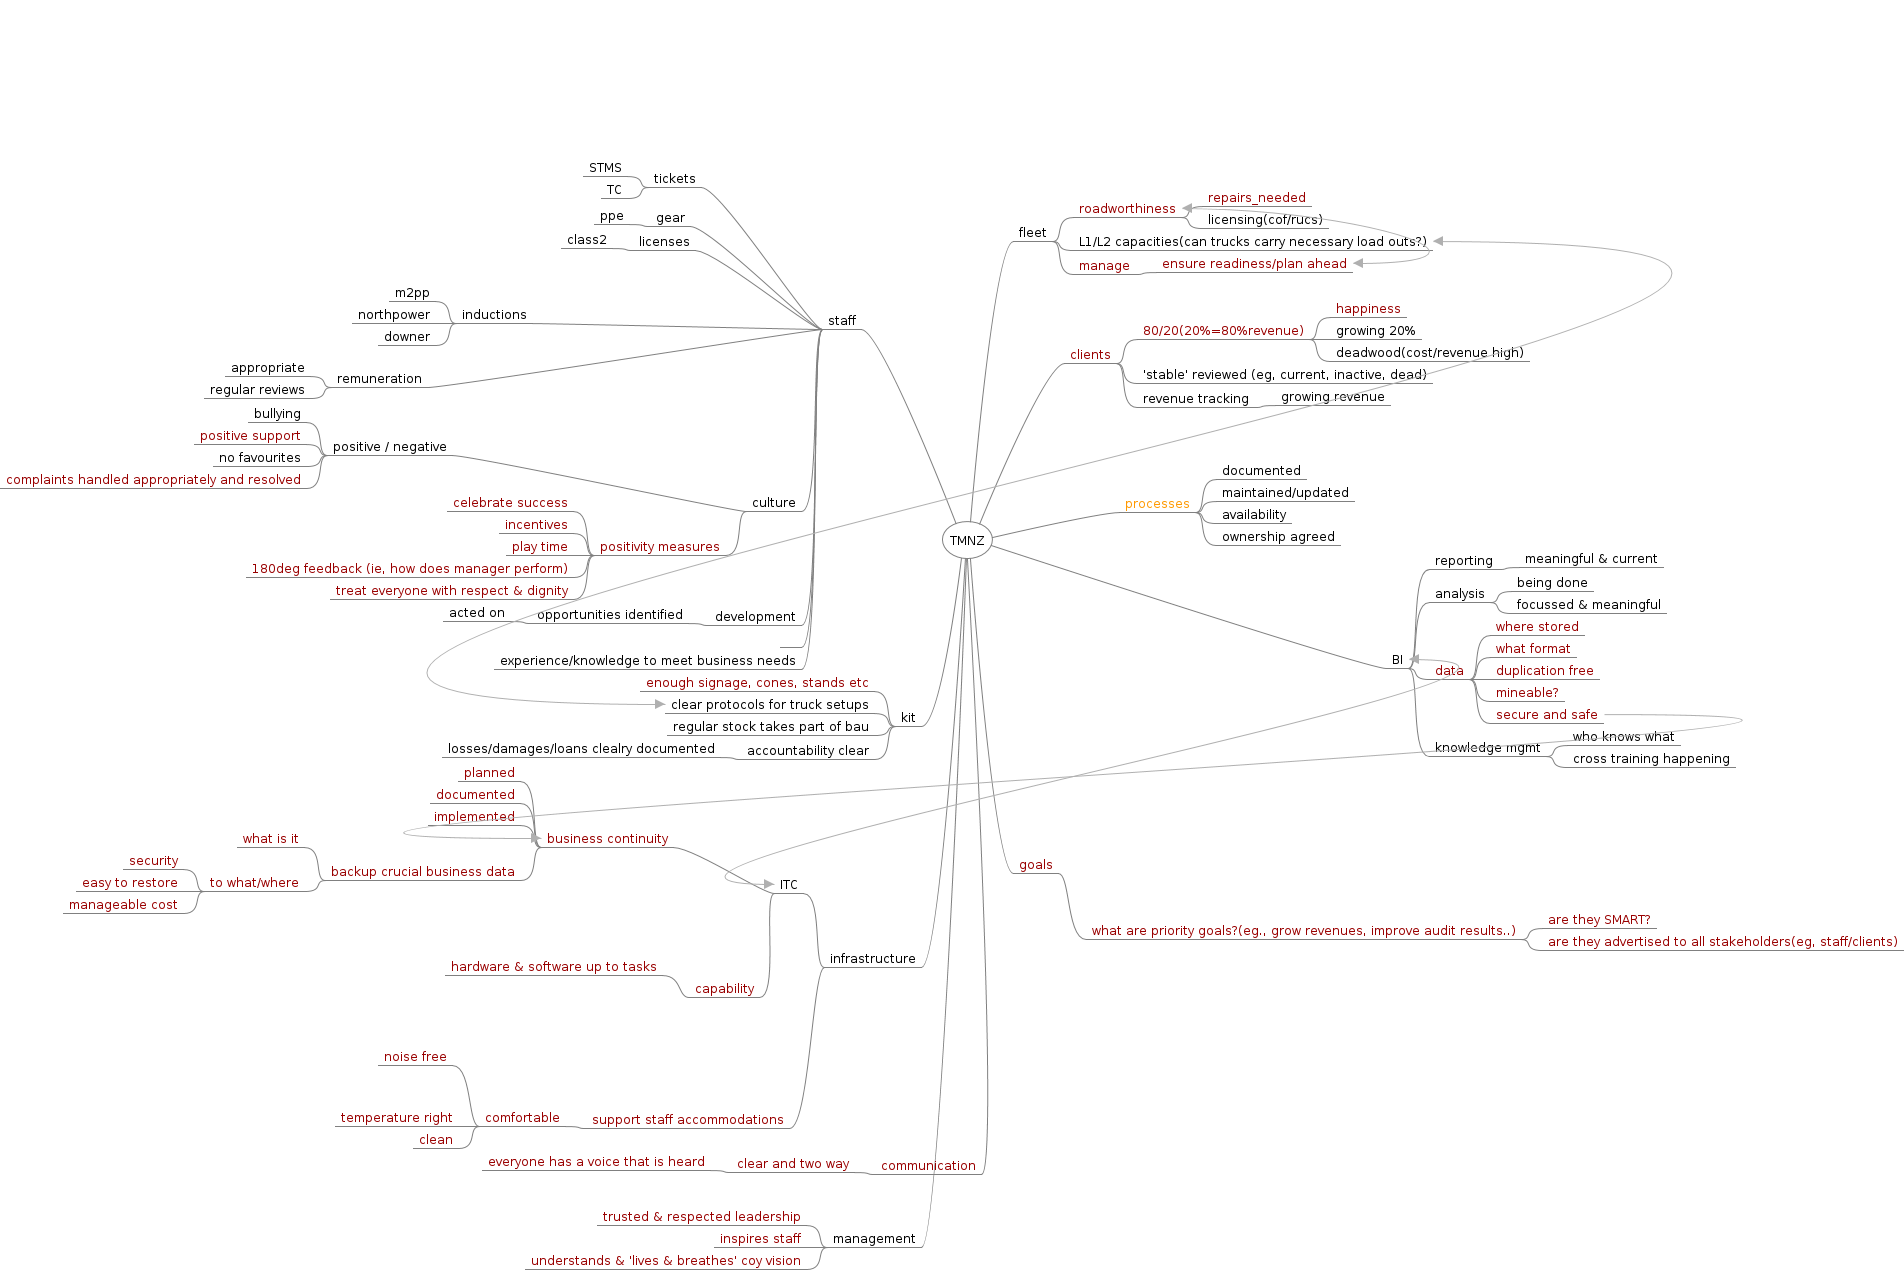 TMNZ
staff
tickets
STMS
TC
gear
ppe
licenses
class2
inductions
m2pp
northpower
downer
remuneration
appropriate
regular reviews
culture
positive / negative
bullying
positive support
no favourites
complaints handled appropriately and resolved
positivity measures
celebrate success
incentives
play time
180deg feedback (ie, how does manager perform)
treat everyone with respect & dignity
development
opportunities identified
acted on
experience/knowledge to meet business needs
kit
enough signage, cones, stands etc
clear protocols for truck setups
regular stock takes part of bau
accountability clear
losses/damages/loans clealry documented
infrastructure
ITC
business continuity
planned
documented
implemented
backup crucial business data
what is it
to what/where
security
easy to restore
manageable cost
capability
hardware & software up to tasks
support staff accommodations
comfortable
noise free
temperature right
clean
communication
clear and two way
everyone has a voice that is heard
management
trusted & respected leadership
inspires staff
understands & 'lives & breathes' coy vision
fleet
roadworthiness
repairs_needed
licensing(cof/rucs)
L1/L2 capacities(can trucks carry necessary load outs?)
manage
ensure readiness/plan ahead
clients
80/20(20%=80%revenue)
happiness
growing 20%
deadwood(cost/revenue high)
'stable' reviewed (eg, current, inactive, dead)
revenue tracking
growing revenue
processes
documented
maintained/updated
availability
ownership agreed
BI
reporting
meaningful & current
analysis
being done
focussed & meaningful
data
where stored
what format
duplication free
mineable?
secure and safe
knowledge mgmt
who knows what
cross training happening
goals
what are priority goals?(eg., grow revenues, improve audit results..)
are they SMART?
are they advertised to all stakeholders(eg, staff/clients)